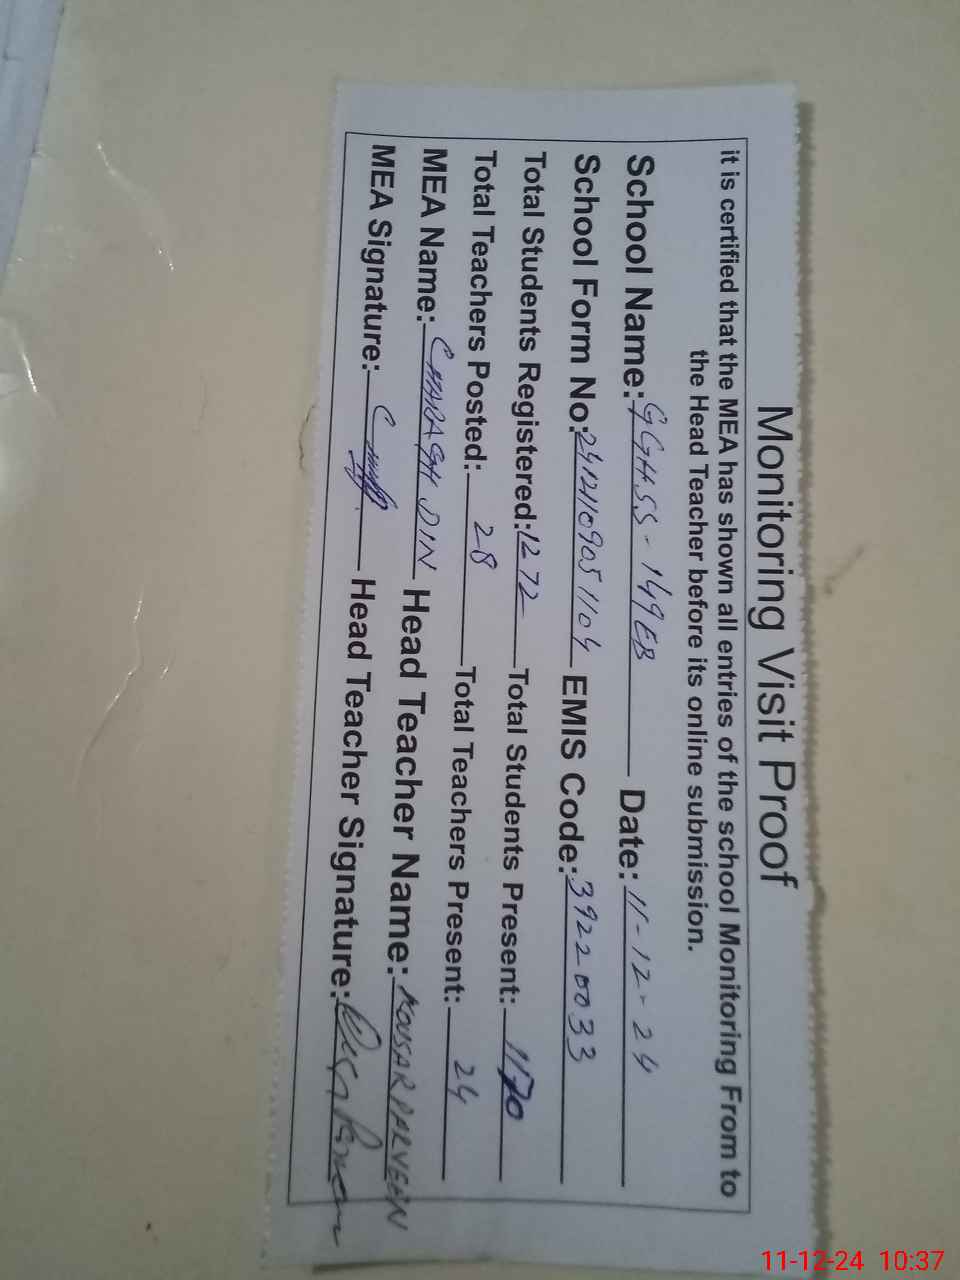 Monitoring Visit Proof
it is certified that the MEA has shown all entries of the school Monitoring From to
the Head Teacher before its online submission.
School Name: GGHSS - 149EB Date: 11-12-24
School Form No: EMIS Code: 39220033
Total Students Registered: 1272 Total Students Present: 1170
Total Teachers Posted: 28 Total Teachers Present: 24
MEA Name: CHARAGH DIN Head Teacher Name: KOUSAR PARVEEN
MEA Signature: Head Teacher Signature:
11-12-24 10:37